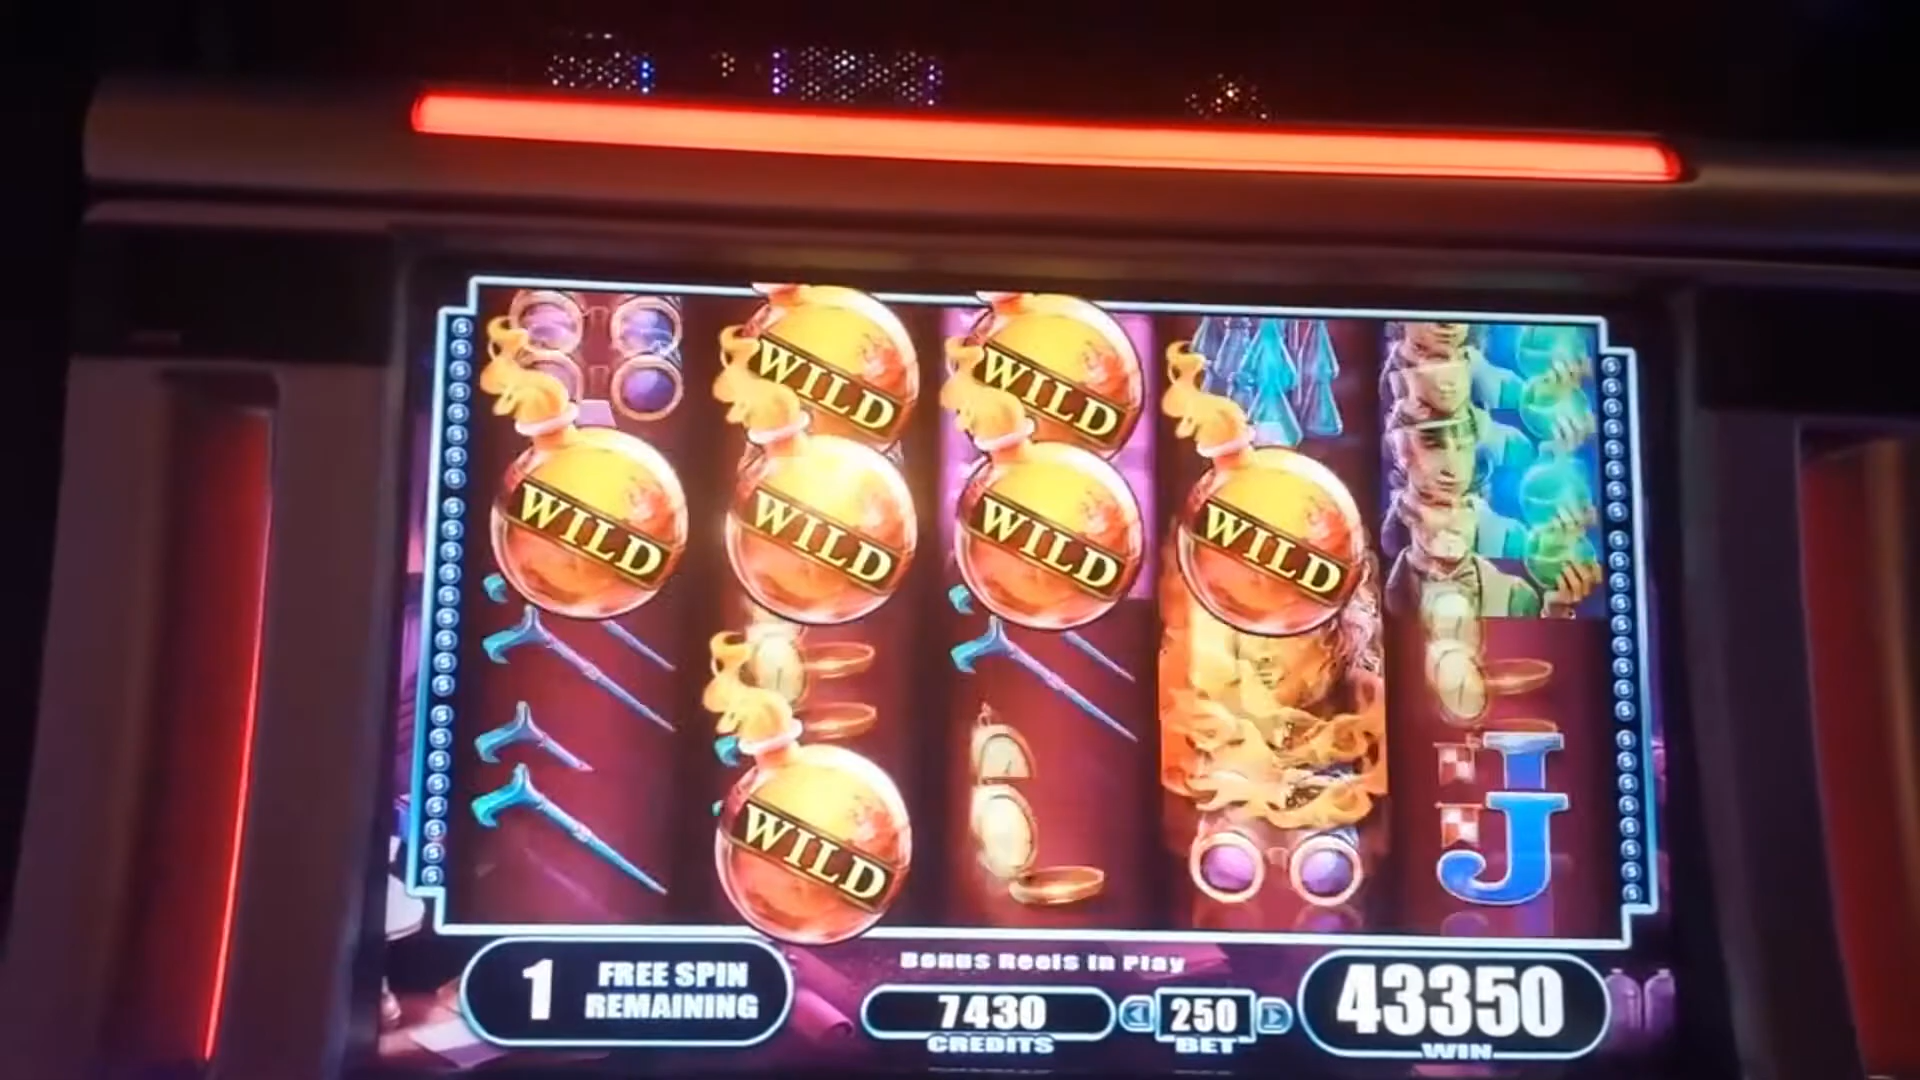 WILD
WILD
WILD
WILD
WILD
WILD
WILD
J
Bonus Reels In Play
1
FREE SPIN
REMAINING
7430
CREDITS
250
BET
43350
WIN